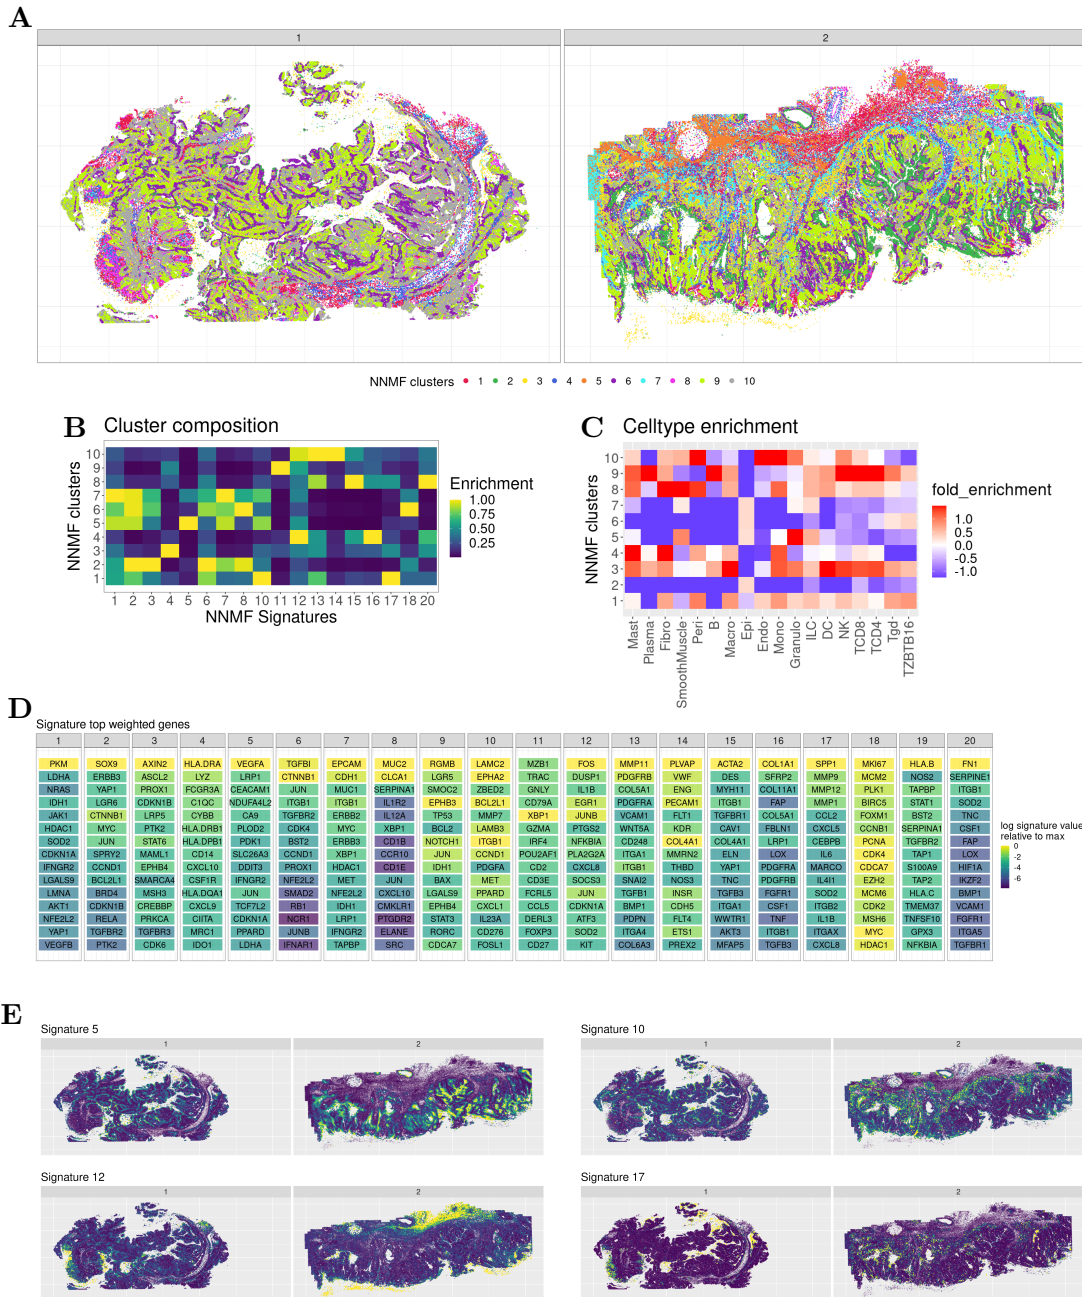 A
1 2
NNMF clusters 1 2 3 4 5 6 7 8 9 10
B Cluster composition
NNMF clusters
10
9
8
7
6
5
4
3
2
1
1 2 3 4 5 6 7 8 10 11 12 13 14 15 16 17 18 20
NNMF Signatures
Enrichment
1.00
0.75
0.50
0.25
C Celltype enrichment
NNMF clusters
10
9
8
7
6
5
4
3
2
1
Mast Plasma Fibro SmoothMuscle Peri B Macro Epi Endo Mono Granulo ILC DC NK TCD8 TCD4 Tgd TZBTB16
fold_enrichment
1.0
0.5
0.0
-0.5
-1.0
D
Signature top weighted genes
1 2 3 4 5 6 7 8 9 10 11 12 13 14 15 16 17 18 19 20
PKM SOX9 AXIN2 HLA.DRA VEGFA TGFBI EPCAM MUC2 RGMB LAMC2 MZB1 FOS MMP11 PLVAP ACTA2 COL1A1 SPP1 MKI67 HLA.B FN1
LDHA ERBB3 ASCL2 LYZ LRP1 CTNNB1 CDH1 CLCA1 LGR5 EPHA2 TRAC DUSP1 PDGFRB VWF DES SFRP2 MMP9 MCM2 NOS2 SERPINE1
NRAS YAP1 PROX1 FCGR3A CEACAM1 JUN MUC1 SERPINA1 SMOC2 ZBED2 GNLY IL1B COL5A1 ENG MYH11 COL11A1 MMP12 PLK1 TAPBP ITGB1
IDH1 LGR6 CDKN1B C1QC NDUFA4L2 ITGB1 ITGB1 IL1R2 EPHB3 BCL2L1 CD79A EGR1 MMP7 PECAM1 ITGB1 FAP MMP1 BIRC5 STAT1 SOD2
JAK1 CTNNB1 LRP5 CYBB CA9 TGFBR2 ERBB2 IL12A TP53 MMP7 XBP1 JUNB PDGFRA FLT1 TGFBR1 COL5A1 CCL2 FOXM1 BST2 TNC
HDAC1 MYC PTK2 HLA.DRB1 PLOD2 CDK4 MYC XBP1 BCL2 LAMB3 GZMA PTGS2 VCAM1 KDR CAV1 FBLN1 CXCL5 CCNB1 SERPINA1 CSF1
SOD2 JUN STAT6 HLA.DPB1 PDK1 BST2 ERBB3 CD1B NOTCH1 ITGB1 IRF4 NFKBIA WNT5A COL4A1 COL4A1 LRP1 CEBPB PCNA TGFBR2 FAP
CDKN1A SPRY2 MAML1 CD14 SLC26A3 CCND1 XBP1 CCR10 JUN CCND1 POU2AF1 PLA2G2A CD248 MMRN2 ELN LOX IL6 CDK4 TAP1 LOX
IFNGR2 CCND1 EPHB4 CXCL10 DDIT3 PROX1 HDAC1 CD1E IDH1 PDGFA CD2 CXCL8 ITGA1 THBD YAP1 TNC MARCO CDCA7 S100A9 HIF1A
LGALS9 BCL2L1 SMARCA4 CSF1R IFNGR2 NFE2L2 MET JUN BAX MET CD3E SOCS3 ITGB1 NOS3 TNC PDGFRA IL4I1 EZH2 TAP2 IKZF2
LMNA BRD4 MSH3 HLA.DQA1 JUN SMAD2 NFE2L2 CXCL10 LGALS9 PPARD FCRL5 JUN SNAI2 TGFB1 TGFB3 FGFR1 SOD2 MCM6 HLA.C BMP1
AKT1 CDKN1B CREBBP CXCL9 TCF7L2 RB1 IDH1 CMKLR1 EPHB4 CXCL1 CCL5 CDKN1A BMP1 CDH5 ITGA1 CSF1 ITGB2 CDK2 TMEM37 VCAM1
NFE2L2 RELA PRKCA CIITA CDKN1A NCR1 LRP1 PTGDR2 STAT3 IL23A DERL3 ATF3 PDPN FLT4 WWTR1 TNF IL1B MSH6 TNFSF10 FGFR1
YAP1 TGFBR2 TGFBR3 MRC1 PPARD JUNB IFNGR2 ELANE RORC CD276 FOXP3 SOD2 ITGA4 ETS1 AKT3 ITGB1 ITGAX MYC GPX3 ITGA5
VEGFB PTK2 CDK6 IDO1 LDHA IFNAR1 TAPBP SRC CDCA7 FOSL1 CD27 KIT COL6A3 PREX2 MFAP5 TGFB3 CXCL8 HDAC1 NFKBIA TGFBR1
log signature value
relative to max
0
-2
-4
-6
E
Signature 5 Signature 10
1 2 1 2
Signature 12 Signature 17
1 2 1 2